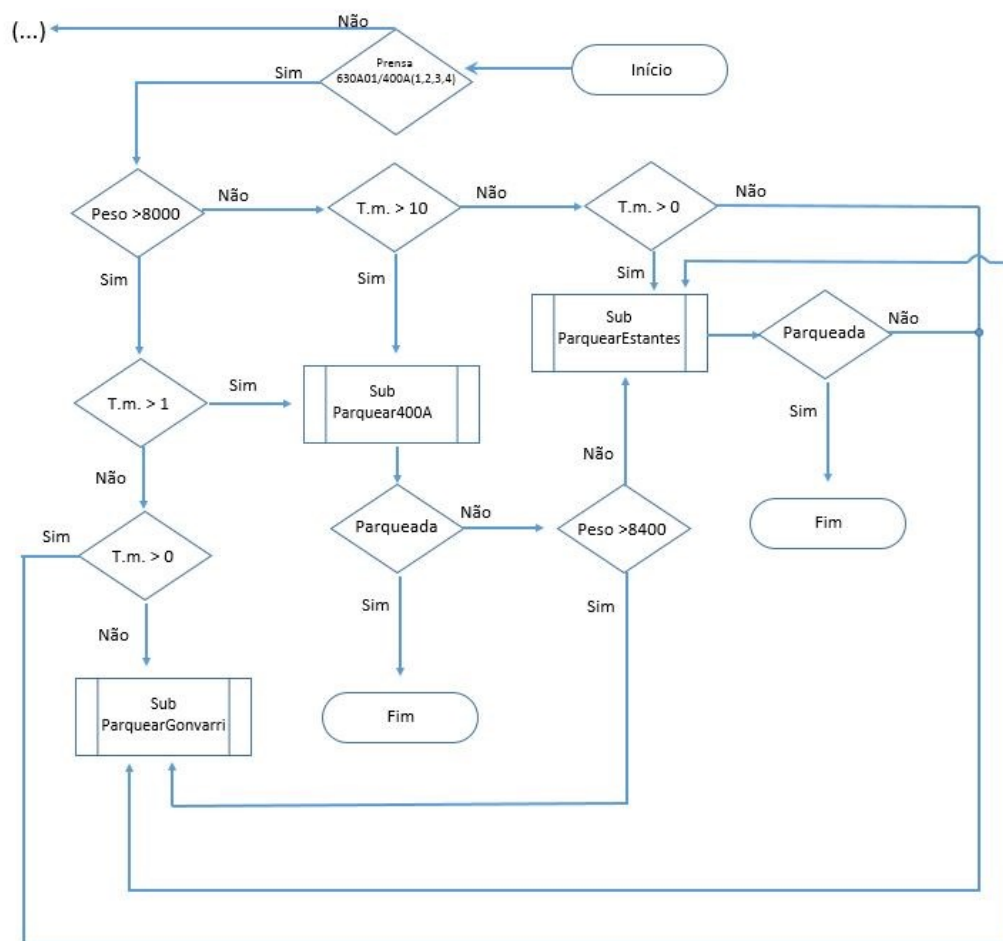 Não
(...)
Prensa
630A01/400A(1,2,3,4)
Início
Sim
Peso >8000
Não
T.m. > 10
Não
T.m. > 0
Não
Sim
Sim
Sim
Sub
ParquearEstantes
Parqueada
Não
T.m. > 1
Sim
Sub
Parquear400A
Sim
Não
Não
Parqueada
Não
Peso >8400
Fim
Sim
T.m. > 0
Não
Sim
Sim
Sub
ParquearGonvarri
Fim